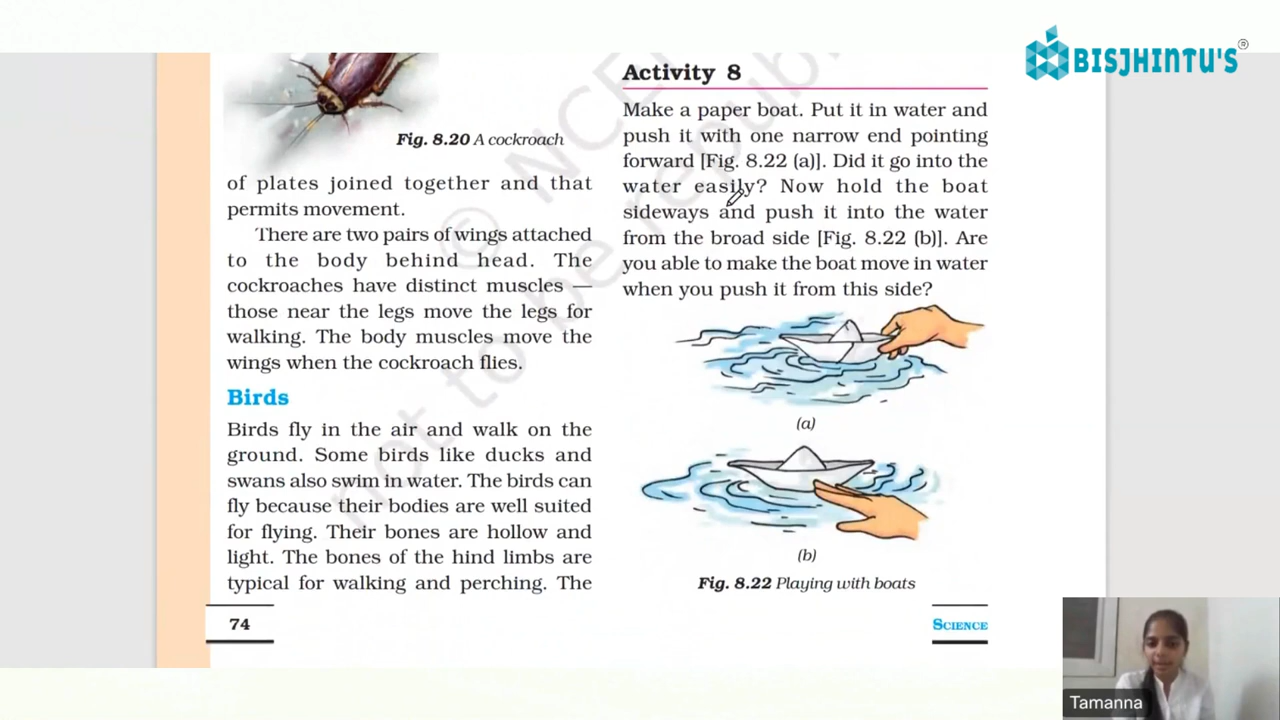 BISJHINTU'S
®
Fig. 8.20 A cockroach
of plates joined together and that
permits movement.
There are two pairs of wings attached
to the body behind head. The
cockroaches have distinct muscles —
those near the legs move the legs for
walking. The body muscles move the
wings when the cockroach flies.
Birds
Birds fly in the air and walk on the
ground. Some birds like ducks and
swans also swim in water. The birds can
fly because their bodies are well suited
for flying. Their bones are hollow and
light. The bones of the hind limbs are
typical for walking and perching. The
74
Activity 8
Make a paper boat. Put it in water and
push it with one narrow end pointing
forward [Fig. 8.22 (a)]. Did it go into the
water easily? Now hold the boat
sideways and push it into the water
from the broad side [Fig. 8.22 (b)]. Are
you able to make the boat move in water
when you push it from this side?
(a)
(b)
Fig. 8.22 Playing with boats
SCIENCE
© NCE
not to be republ
Tamanna